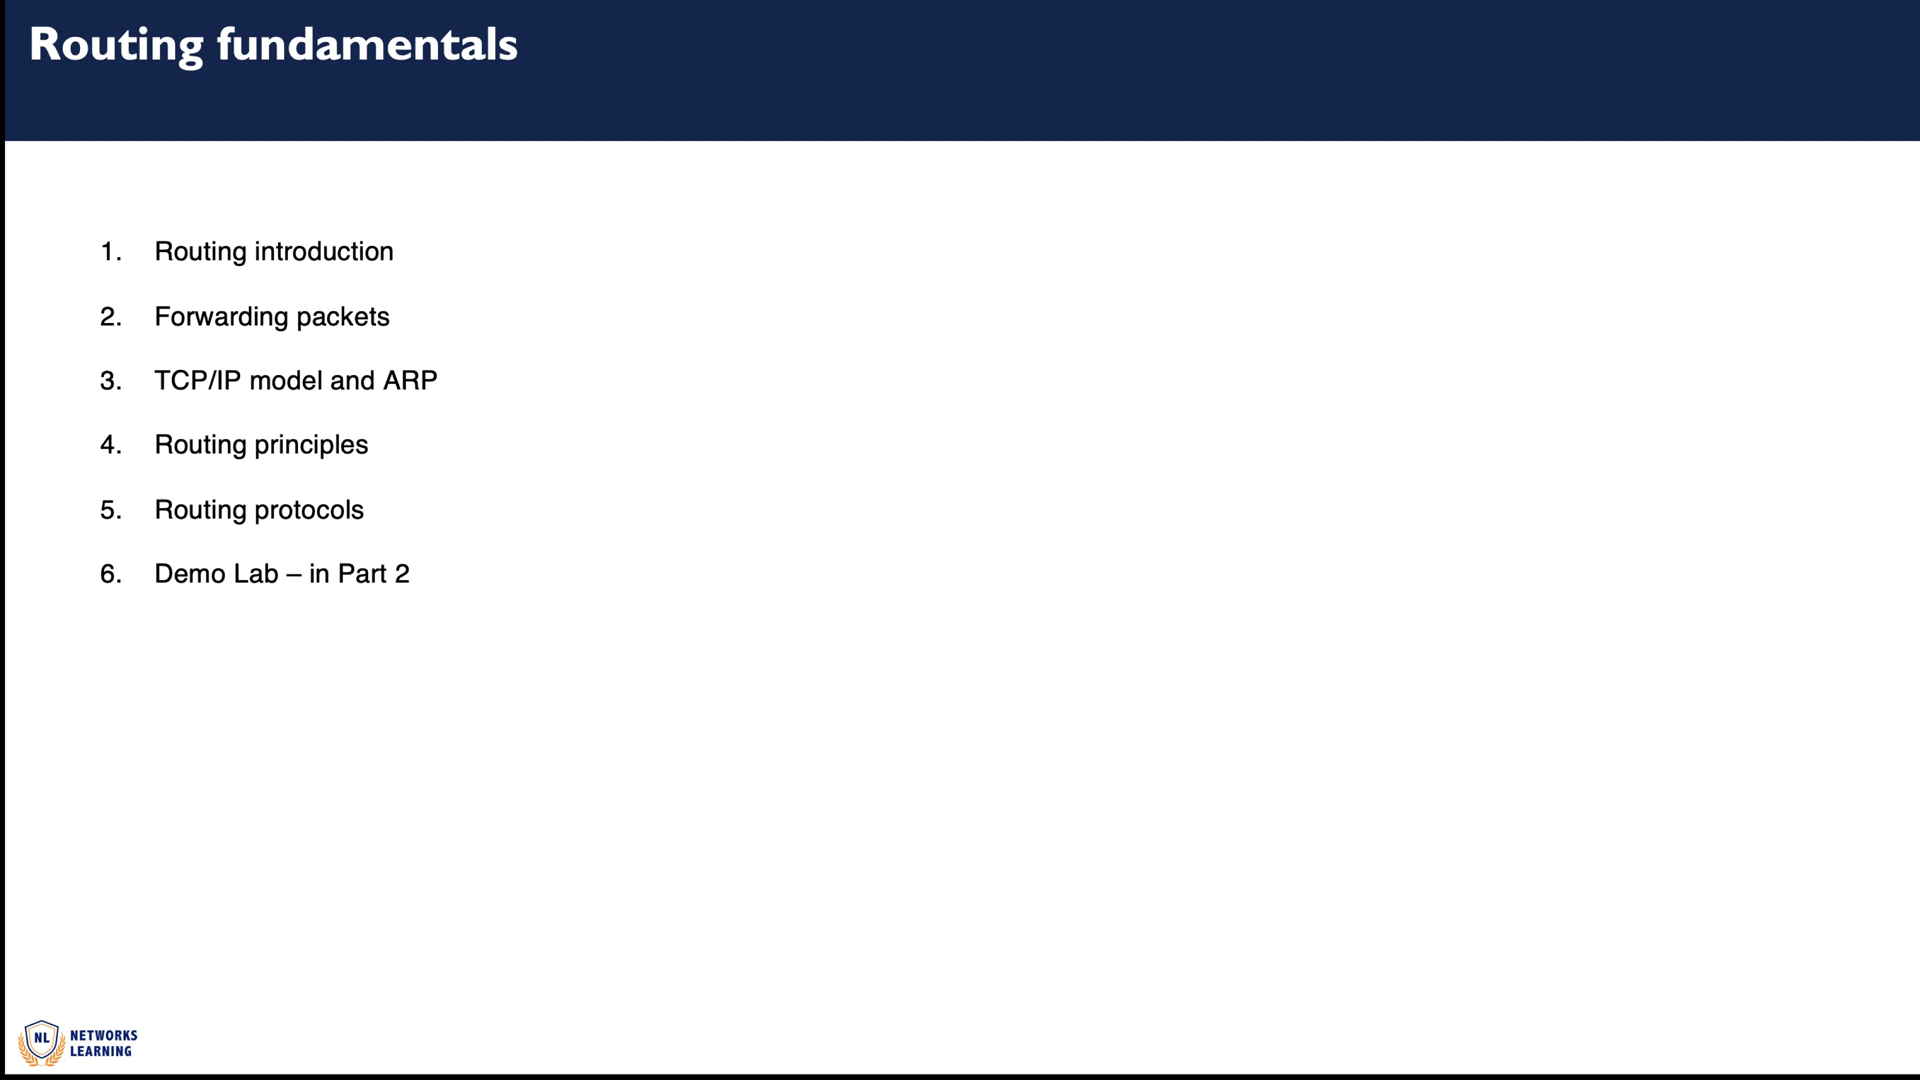 Routing fundamentals
1. Routing introduction
2. Forwarding packets
3. TCP/IP model and ARP
4. Routing principles
5. Routing protocols
6. Demo Lab – in Part 2
NL
NETWORKS
LEARNING